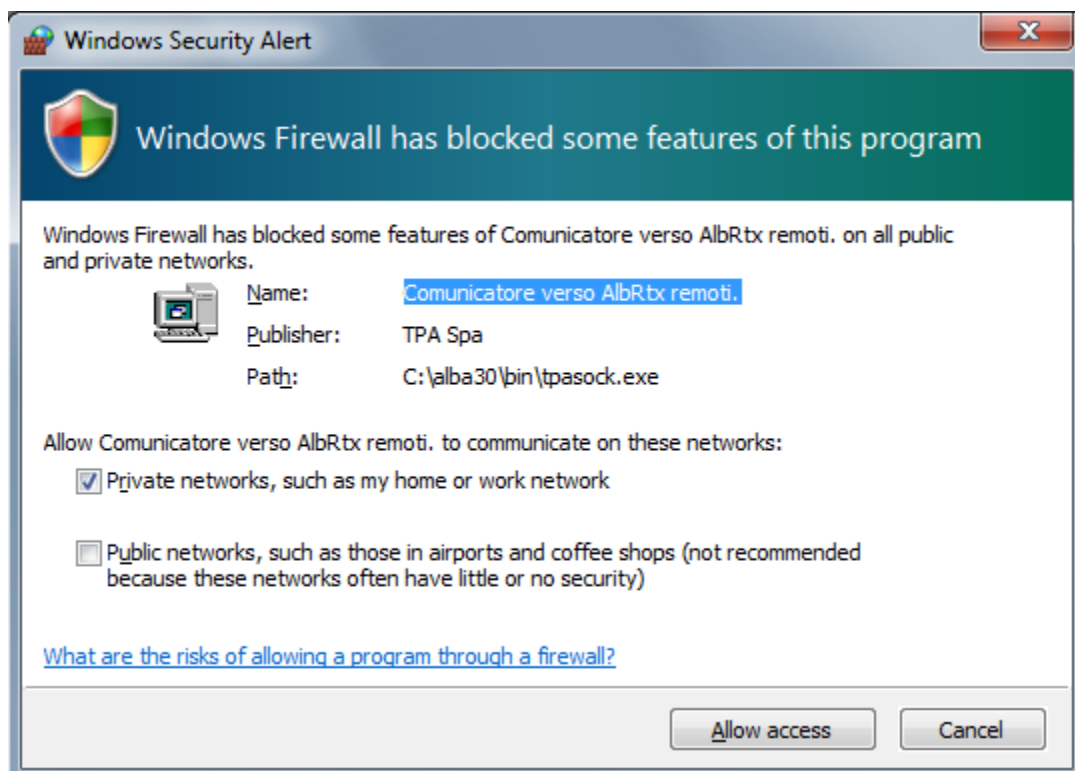 Windows Security Alert
Windows Firewall has blocked some features of this program
Windows Firewall has blocked some features of Comunicatore verso AlbRtx remoti. on all public
and private networks.
Name: Comunicatore verso AlbRtx remoti.
Publisher: TPA Spa
Path: C:\alba30\bin\tpasock.exe
Allow Comunicatore verso AlbRtx remoti. to communicate on these networks:
Private networks, such as my home or work network
Public networks, such as those in airports and coffee shops (not recommended
because these networks often have little or no security)
What are the risks of allowing a program through a firewall?
Allow access Cancel